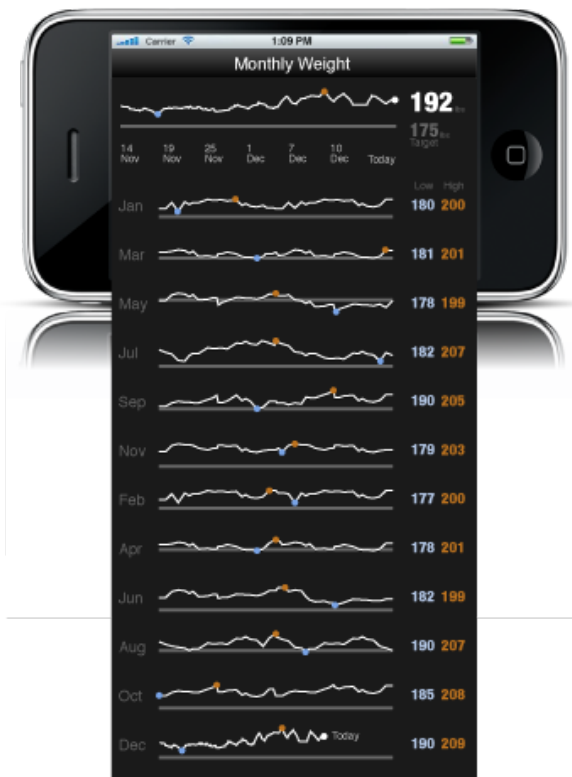 Carrier 1:09 PM
Monthly Weight
192 lbs
175 lbs
Target
14 Nov 19 Nov 25 Nov 1 Dec 7 Dec 10 Dec Today
Low High
Jan 180 200
Mar 181 201
May 178 199
Jul 182 207
Sep 190 205
Nov 179 203
Feb 177 200
Apr 178 201
Jun 182 199
Aug 190 207
Oct 185 208
Dec Today 190 209